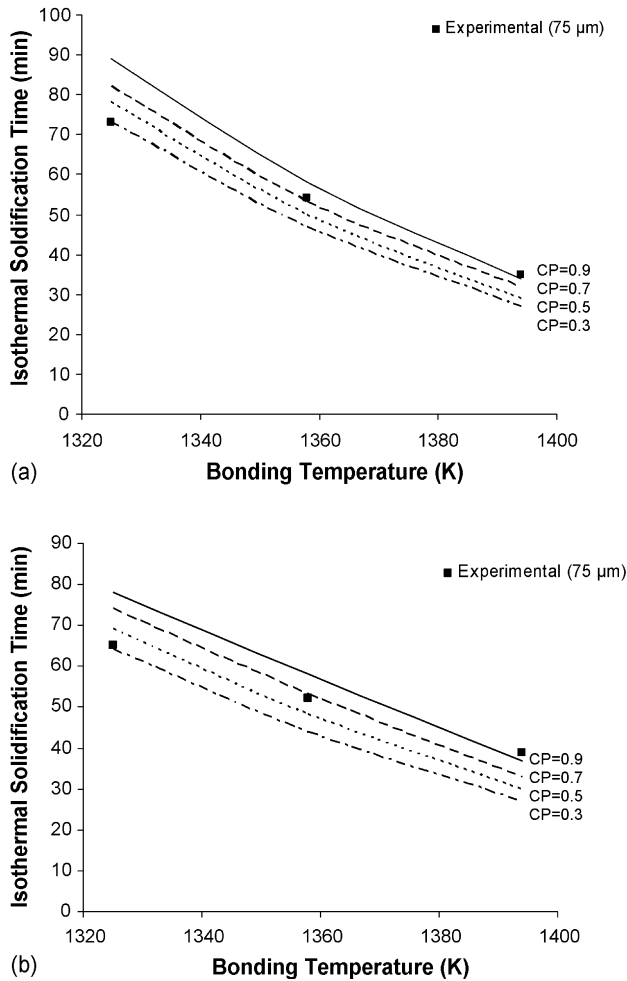 100
90
80
70
60
50
40
30
20
10
0
Isothermal Soldification Time (min)
Experimental (75 µm)
CP=0.9
CP=0.7
CP=0.5
CP=0.3
1320 1340 1360 1380 1400
(a) Bonding Temperature (K)
90
80
70
60
50
40
30
20
10
0
Isothermal Solidification Time (min)
Experimental (75 µm)
CP=0.9
CP=0.7
CP=0.5
CP=0.3
1320 1340 1360 1380 1400
(b) Bonding Temperature (K)